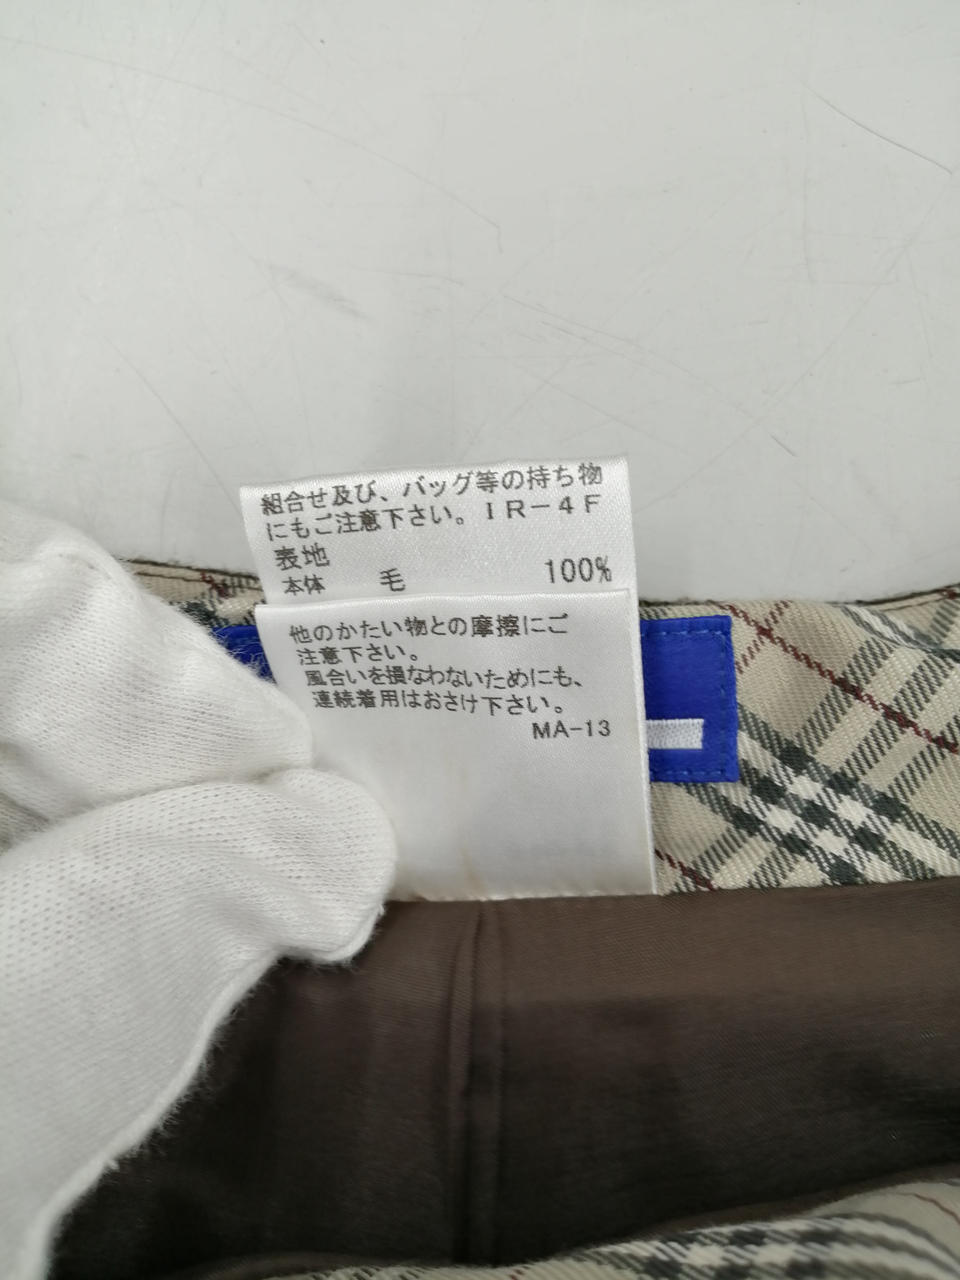 組合せ及び、バッグ等の持ち物
にもご注意下さい。IR-4F
表地
本体 毛 100%
他のかたい物との摩擦にご
注意下さい。
風合いを損なわないためにも、
連続着用はおさけ下さい。
MA-13